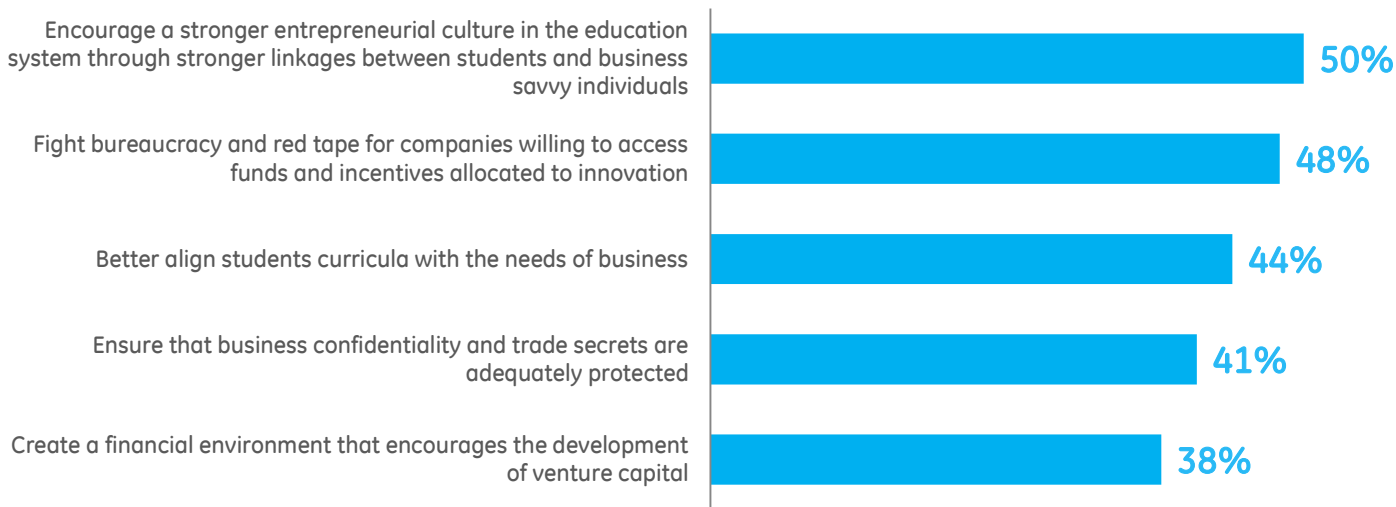 Encourage a stronger entrepreneurial culture in the education
system through stronger linkages between students and business
savvy individuals
50%
Fight bureaucracy and red tape for companies willing to access
funds and incentives allocated to innovation
48%
Better align students curricula with the needs of business
44%
Ensure that business confidentiality and trade secrets are
adequately protected
41%
Create a financial environment that encourages the development
of venture capital
38%